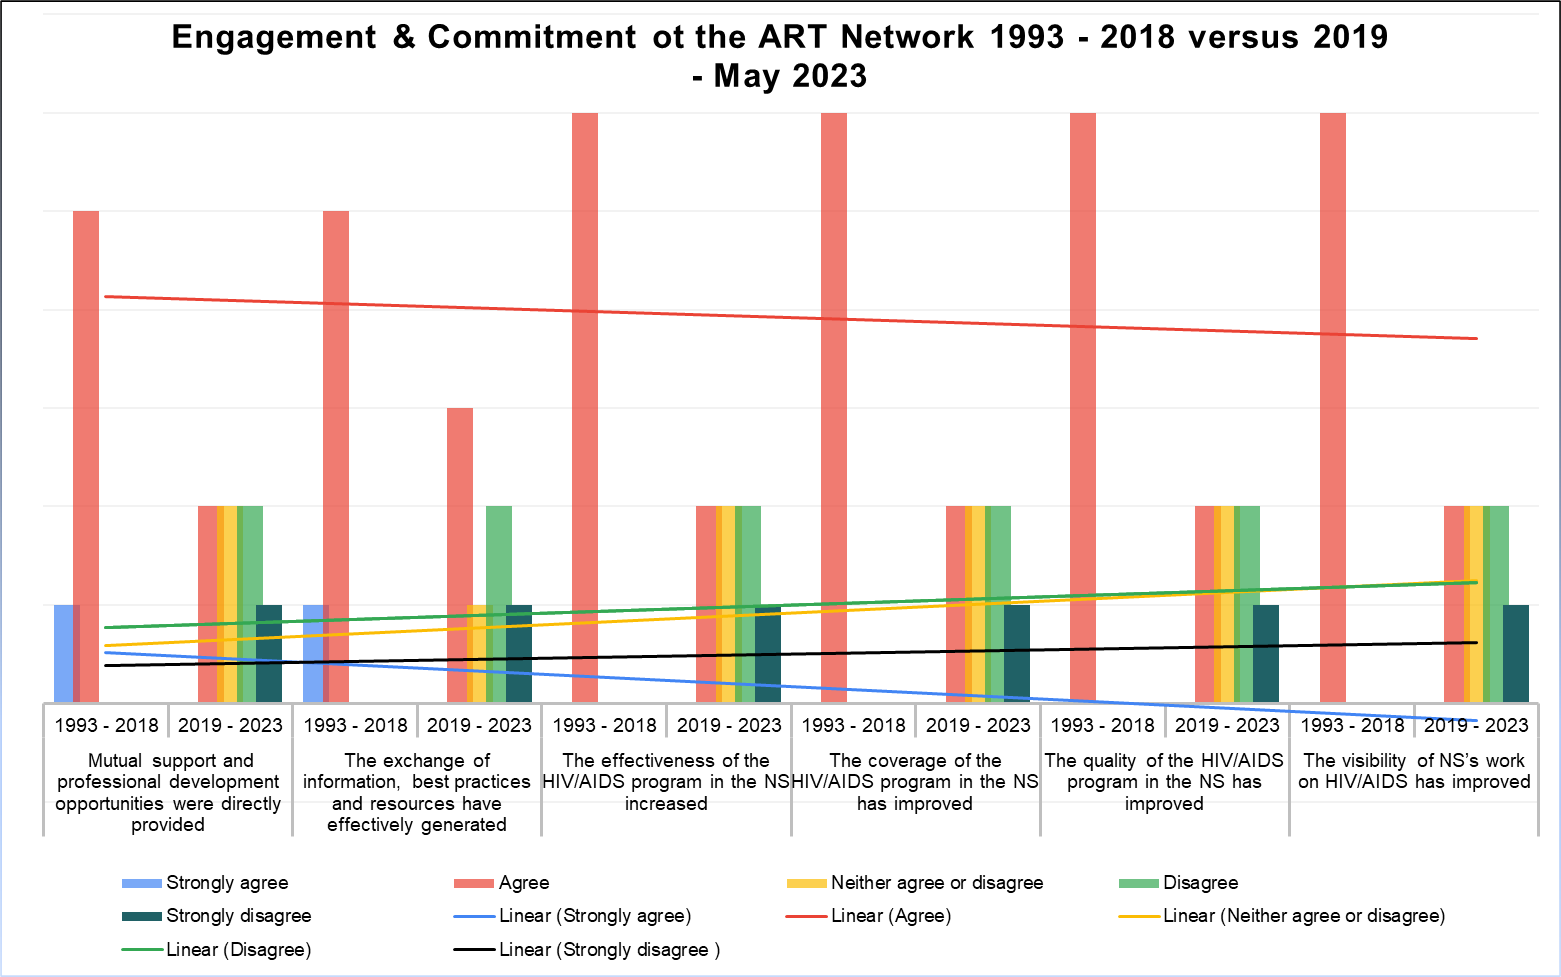 Engagement & Commitment ot the ART Network 1993 - 2018 versus 2019
- May 2023
1993 - 2018
2019 - 2023
1993 - 2018
2019 - 2023
1993 - 2018
2019 - 2023
1993 - 2018
2019 - 2023
1993 - 2018
2019 - 2023
1993 - 2018
2019 - 2023
Mutual support and
professional development
opportunities were directly
provided
The exchange of
information, best practices
and resources have
effectively generated
The effectiveness of the
HIV/AIDS program in the NS
increased
The coverage of the
HIV/AIDS program in the NS
has improved
The quality of the HIV/AIDS
program in the NS has
improved
The visibility of NS's work
on HIV/AIDS has improved
Strongly agree
Agree
Neither agree or disagree
Disagree
Strongly disagree
Linear (Strongly agree)
Linear (Agree)
Linear (Neither agree or disagree)
Linear (Disagree)
Linear (Strongly disagree )